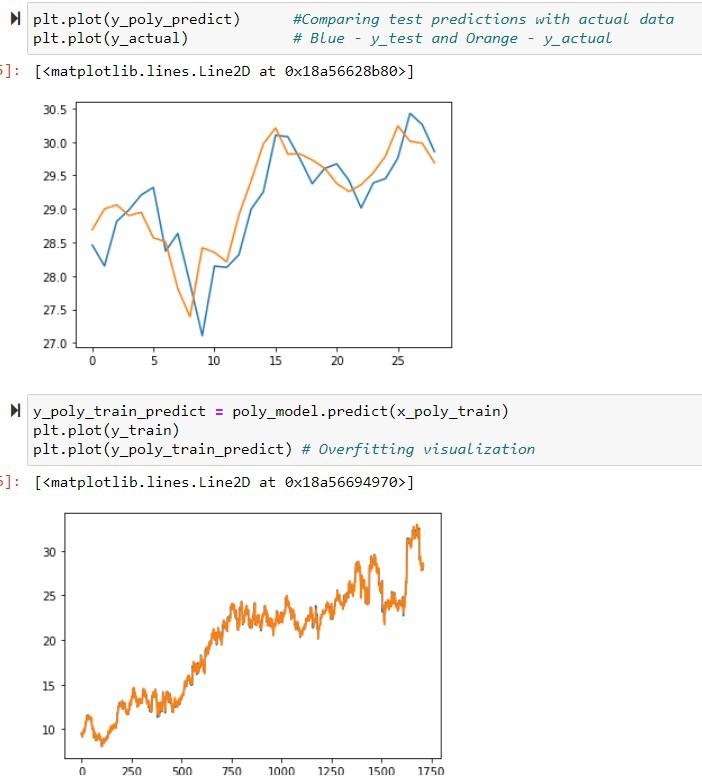 plt.plot(y_poly_predict) #Comparing test predictions with actual data
plt.plot(y_actual) # Blue - y_test and Orange - y_actual
5]: [<matplotlib.lines.Line2D at 0x18a56628b80>]
30.5
30.0
29.5
29.0
28.5
28.0
27.5
27.0
0 5 10 15 20 25
y_poly_train_predict = poly_model.predict(x_poly_train)
plt.plot(y_train)
plt.plot(y_poly_train_predict) # Overfitting visualization
5]: [<matplotlib.lines.Line2D at 0x18a56694970>]
30
25
20
15
10
0 250 500 750 1000 1250 1500 1750